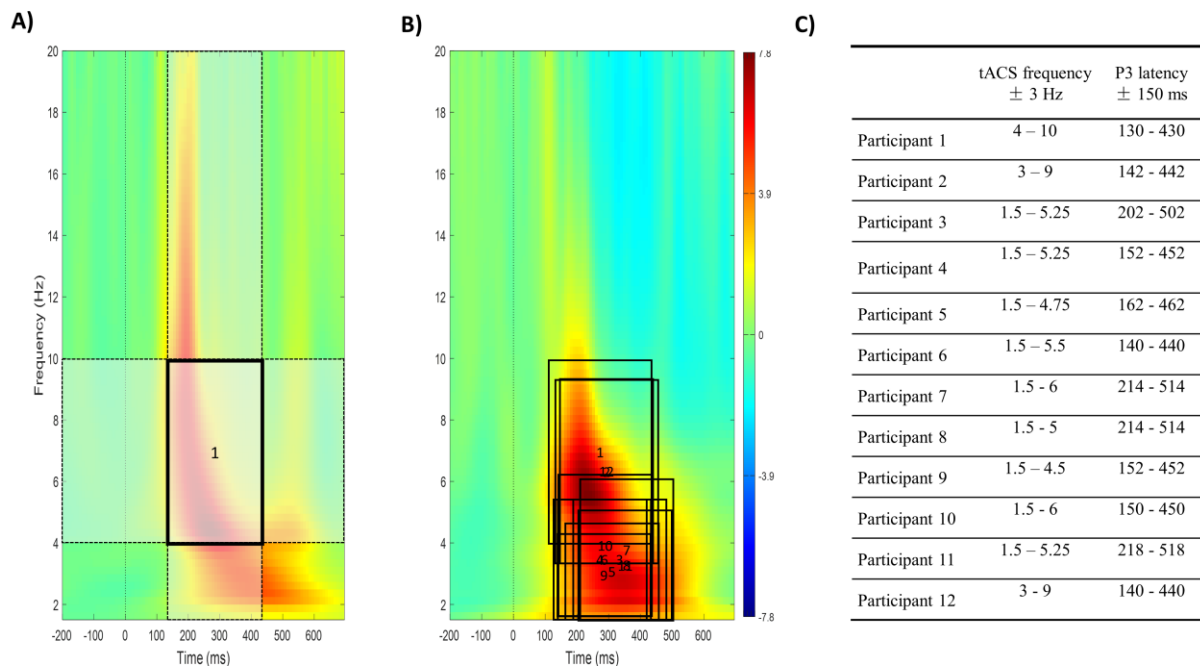 A)
20
18
16
14
12
10
8
6
4
2
Frequency (Hz)
1
-200 -100 0 100 200 300 400 500 600
Time (ms)
B)
20
18
16
14
12
10
8
6
4
2
1
10
7
9
5
-200 -100 0 100 200 300 400 500 600
Time (ms)
7.8
3.9
0
-3.9
-7.8
C)
tACS frequency P3 latency
± 3 Hz ± 150 ms
Participant 1 4 – 10 130 - 430
Participant 2 3 – 9 142 - 442
Participant 3 1.5 – 5.25 202 - 502
Participant 4 1.5 – 5.25 152 - 452
Participant 5 1.5 – 4.75 162 - 462
Participant 6 1.5 – 5.5 140 - 440
Participant 7 1.5 - 6 214 - 514
Participant 8 1.5 - 5 214 - 514
Participant 9 1.5 – 4.5 152 - 452
Participant 10 1.5 – 6 150 - 450
Participant 11 1.5 – 5.25 218 - 518
Participant 12 3 - 9 140 - 440